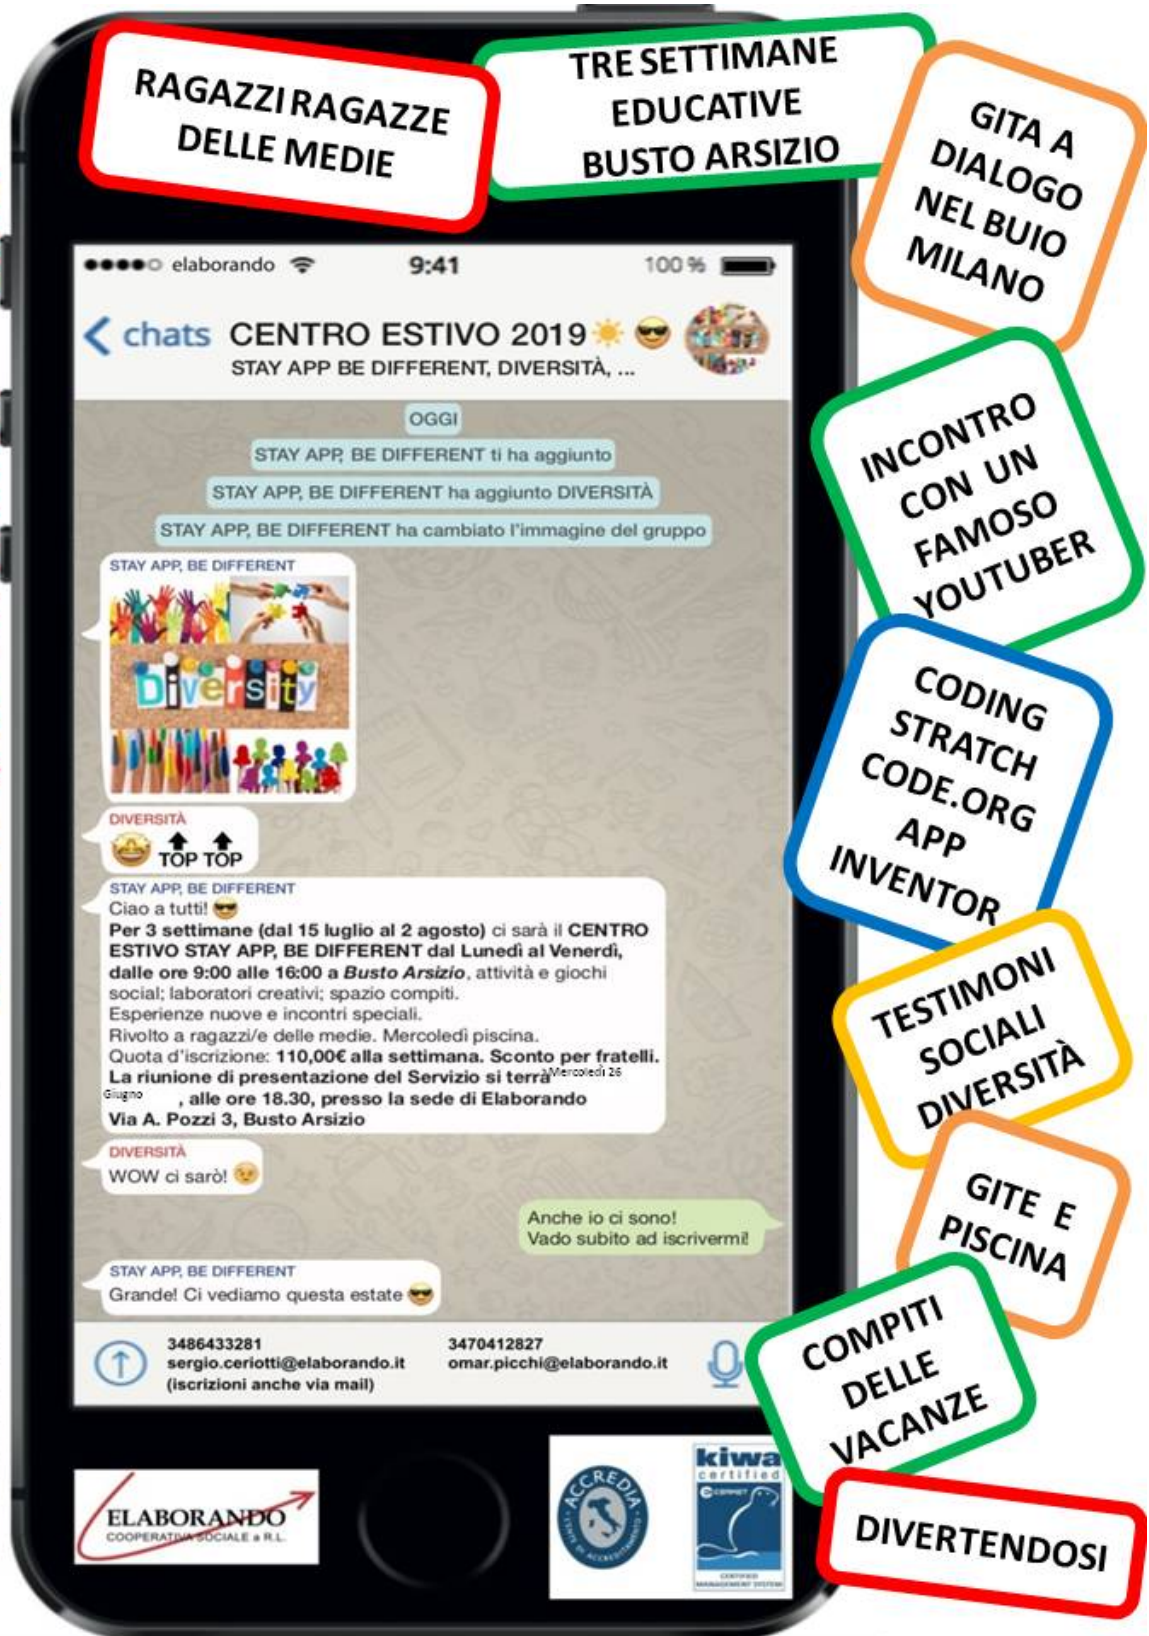 RAGAZZI RAGAZZE
DELLE MEDIE
TRE SETTIMANE
EDUCATIVE
BUSTO ARSIZIO
GITA A
DIALOGO
NEL BUIO
MILANO
elaborando
9:41
100 %
chats
CENTRO ESTIVO 2019
STAY APP BE DIFFERENT, DIVERSITÀ, ...
OGGI
STAY APP, BE DIFFERENT ti ha aggiunto
STAY APP, BE DIFFERENT ha aggiunto DIVERSITÀ
STAY APP, BE DIFFERENT ha cambiato l'immagine del gruppo
STAY APP, BE DIFFERENT
Diversity
DIVERSITÀ
TOP TOP
STAY APP, BE DIFFERENT
Ciao a tutti!
Per 3 settimane (dal 15 luglio al 2 agosto) ci sarà il CENTRO
ESTIVO STAY APP, BE DIFFERENT dal Lunedì al Venerdì,
dalle ore 9:00 alle 16:00 a Busto Arsizio, attività e giochi
social; laboratori creativi; spazio compiti.
Esperienze nuove e incontri speciali.
Rivolto a ragazzi/e delle medie. Mercoledì piscina.
Quota d'iscrizione: 110,00€ alla settimana. Sconto per fratelli.
La riunione di presentazione del Servizio si terrà Mercoledì 26
Giugno , alle ore 18.30, presso la sede di Elaborando
Via A. Pozzi 3, Busto Arsizio
DIVERSITÀ
WOW ci sarò!
Anche io ci sono!
Vado subito ad iscrivermi!
STAY APP, BE DIFFERENT
Grande! Ci vediamo questa estate
3486433281
sergio.ceriotti@elaborando.it
(iscrizioni anche via mail)
3470412827
omar.picchi@elaborando.it
INCONTRO
CON UN
FAMOSO
YOUTUBER
CODING
STRATCH
CODE.ORG
APP
INVENTOR
TESTIMONI
SOCIALI
DIVERSITÀ
GITE E
PISCINA
COMPITI
DELLE
VACANZE
DIVERTENDOSI
ELABORANDO
COOPERATIVA SOCIALE a R.L.
ACCREDIA
L'ENTE DI ACCREDITAMENTO
kiwa
certified
CERMET
CERTIFIED
MANAGEMENT SYSTEM